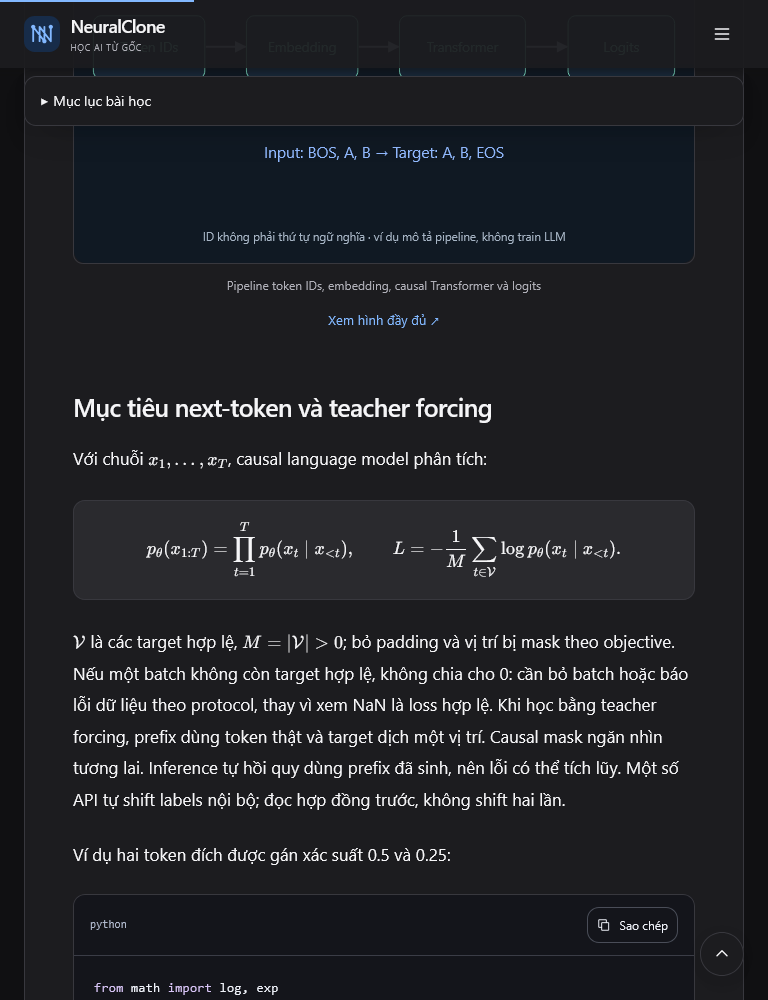 NeuralClone
HỌC AI TỪ GỐC
Token IDs
Embedding
Transformer
Logits
▸ Mục lục bài học
Input: BOS, A, B → Target: A, B, EOS
ID không phải thứ tự ngữ nghĩa · ví dụ mô tả pipeline, không train LLM
Pipeline token IDs, embedding, causal Transformer và logits
Xem hình đầy đủ ↗
Mục tiêu next-token và teacher forcing
Với chuỗi x₁, . . . , x_T, causal language model phân tích:
p_θ(x_{1:T}) = ∏_{t=1}^{T} p_θ(x_t | x_{<t}),   L = −1/M ∑_{t∈𝒱} log p_θ(x_t | x_{<t}).
𝒱 là các target hợp lệ, M = |𝒱| > 0; bỏ padding và vị trí bị mask theo objective.
Nếu một batch không còn target hợp lệ, không chia cho 0: cần bỏ batch hoặc báo
lỗi dữ liệu theo protocol, thay vì xem NaN là loss hợp lệ. Khi học bằng teacher
forcing, prefix dùng token thật và target dịch một vị trí. Causal mask ngăn nhìn
tương lai. Inference tự hồi quy dùng prefix đã sinh, nên lỗi có thể tích lũy. Một số
API tự shift labels nội bộ; đọc hợp đồng trước, không shift hai lần.
Ví dụ hai token đích được gán xác suất 0.5 và 0.25:
python
Sao chép
from math import log, exp